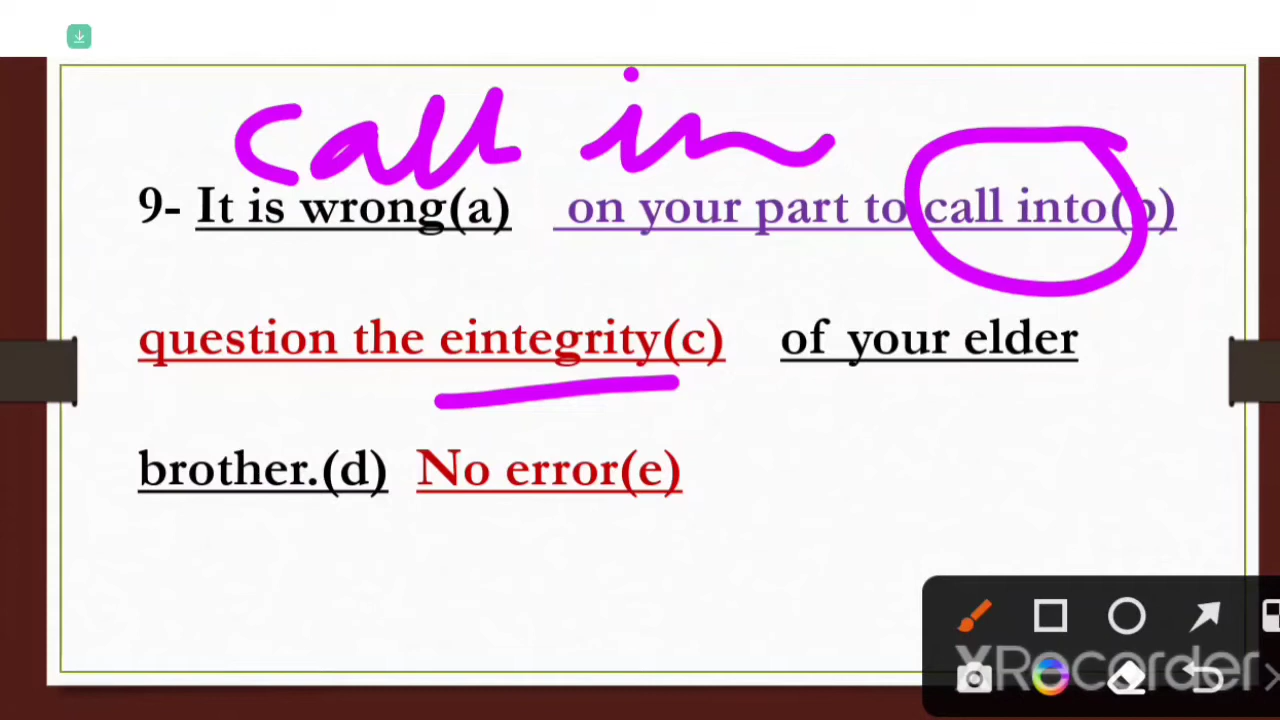 call in
9- It is wrong(a) on your part to call into(b)
question the eintegrity(c) of your elder
brother.(d) No error(e)
XRecorder